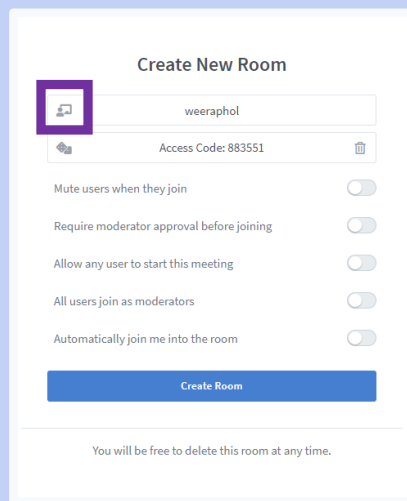 Create New Room
weeraphol
Access Code: 883551
Mute users when they join
Require moderator approval before joining
Allow any user to start this meeting
All users join as moderators
Automatically join me into the room
Create Room
You will be free to delete this room at any time.